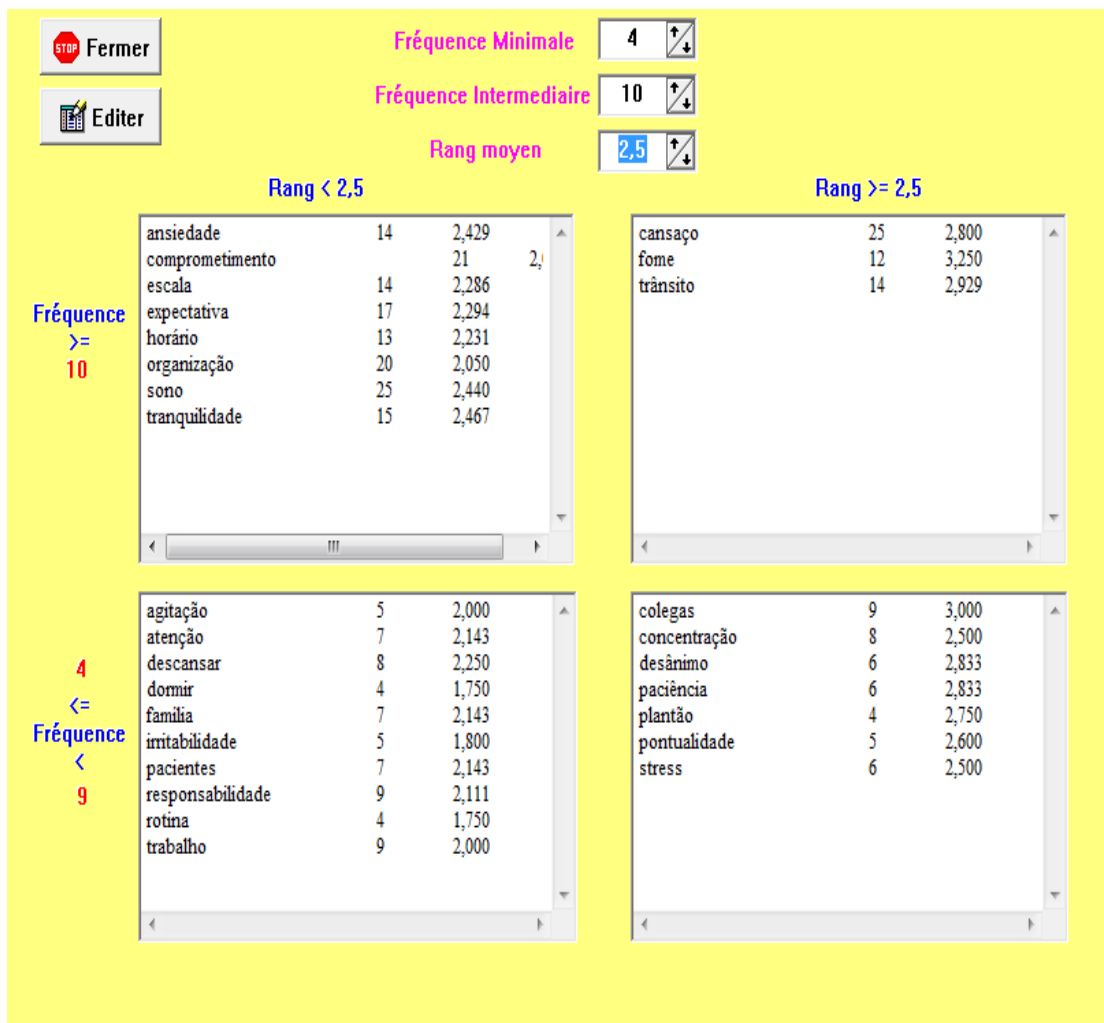 STOP Fermer
Fréquence Minimale 4
Editer
Fréquence Intermediaire 10
Rang moyen 2,5
Rang < 2,5
Rang >= 2,5
Fréquence
>=
10
ansiedade 14 2,429
comprometimento 21
escala 14 2,286
expectativa 17 2,294
horário 13 2,231
organização 20 2,050
sono 25 2,440
tranquilidade 15 2,467
cansaço 25 2,800
fome 12 3,250
trânsito 14 2,929
4
<=
Fréquence
<
9
agitação 5 2,000
atenção 7 2,143
descansar 8 2,250
dormir 4 1,750
família 7 2,143
irritabilidade 5 1,800
pacientes 7 2,143
responsabilidade 9 2,111
rotina 4 1,750
trabalho 9 2,000
colegas 9 3,000
concentração 8 2,500
desânimo 6 2,833
paciência 6 2,833
plantão 4 2,750
pontualidade 5 2,600
stress 6 2,500